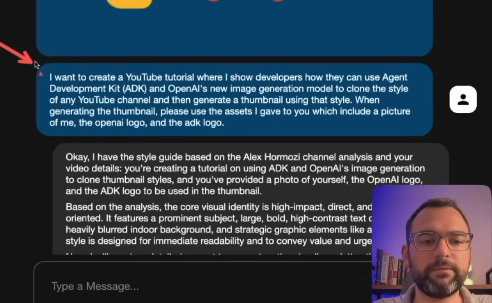 I want to create a YouTube tutorial where I show developers how they can use Agent
Development Kit (ADK) and OpenAI's new image generation model to clone the style
of any YouTube channel and then generate a thumbnail using that style. When
generating the thumbnail, please use the assets I gave to you which include a picture
of me, the openai logo, and the adk logo.
Okay, I have the style guide based on the Alex Hormozi channel analysis and your
video details: you're creating a tutorial on using ADK and OpenAI's image generation
to clone thumbnail styles, and you've provided a photo of yourself, the OpenAI logo,
and the ADK logo to be used in the thumbnail.
Based on the analysis, the core visual identity is high-impact, direct, and
oriented. It features a prominent subject, large, bold, high-contrast text
heavily blurred indoor background, and strategic graphic elements like
style is designed for immediate readability and to convey value and
Type a Message...